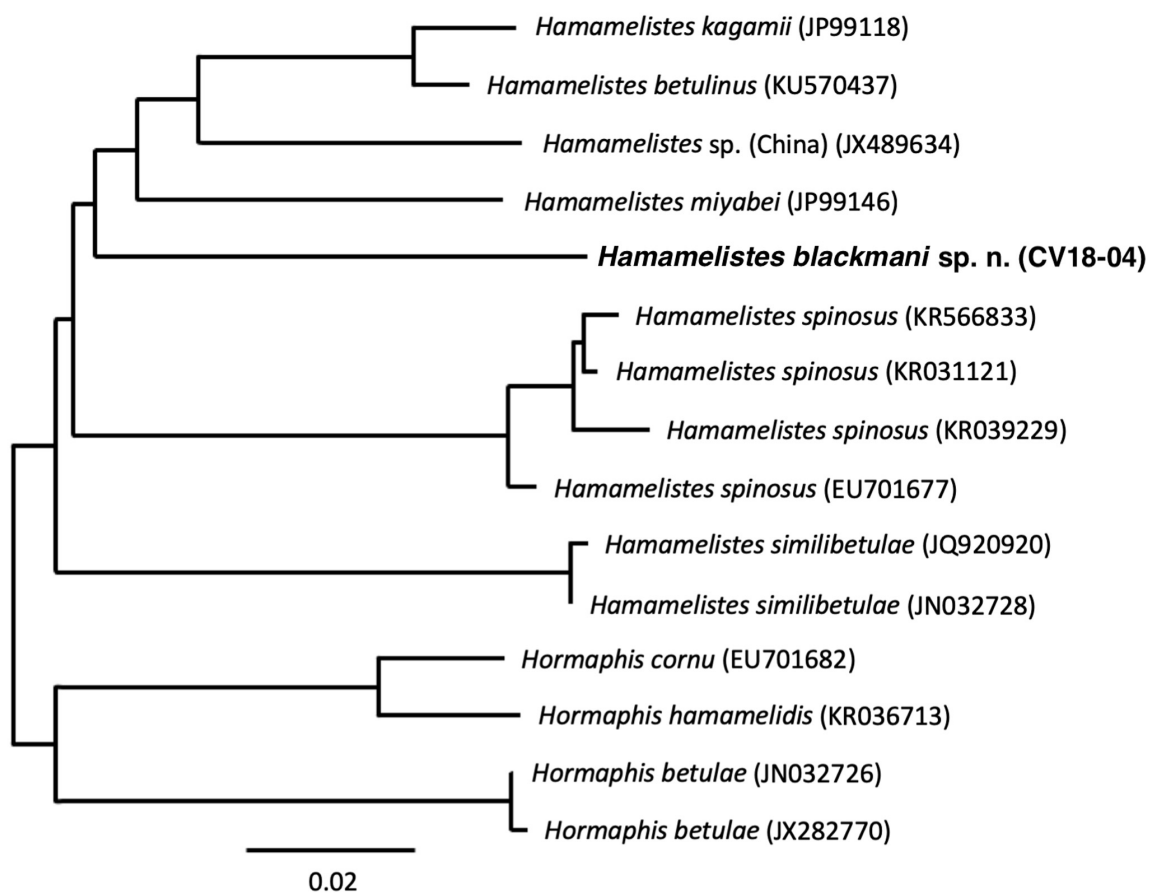 Hamamelistes kagamii (JP99118)
Hamamelistes betulinus (KU570437)
Hamamelistes sp. (China) (JX489634)
Hamamelistes miyabei (JP99146)
Hamamelistes blackmani sp. n. (CV18-04)
Hamamelistes spinosus (KR566833)
Hamamelistes spinosus (KR031121)
Hamamelistes spinosus (KR039229)
Hamamelistes spinosus (EU701677)
Hamamelistes similibetulae (JQ920920)
Hamamelistes similibetulae (JN032728)
Hormaphis cornu (EU701682)
Hormaphis hamamelidis (KR036713)
Hormaphis betulae (JN032726)
Hormaphis betulae (JX282770)
0.02